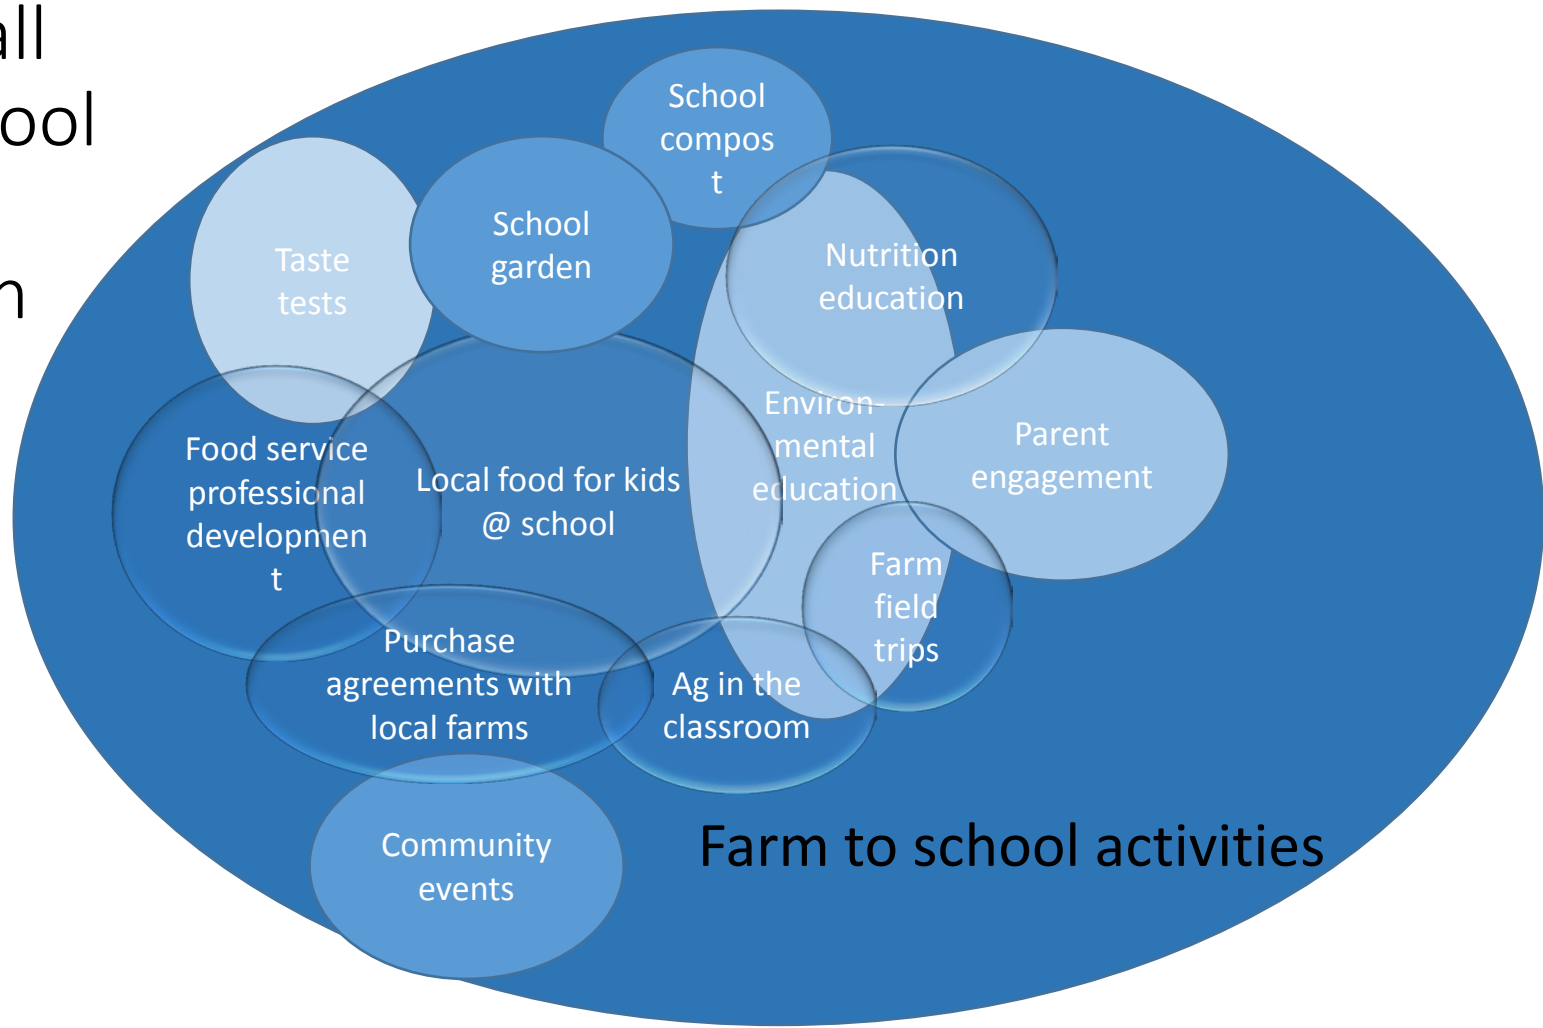 all
ool
n
School
compos
t
School
garden
Taste
tests
Nutrition
education
Environ-
mental
education
Parent
engagement
Food service
professional
developmen
t
Local food for kids
@ school
Farm
field
trips
Purchase
agreements with
local farms
Ag in the
classroom
Community
events
Farm to school activities